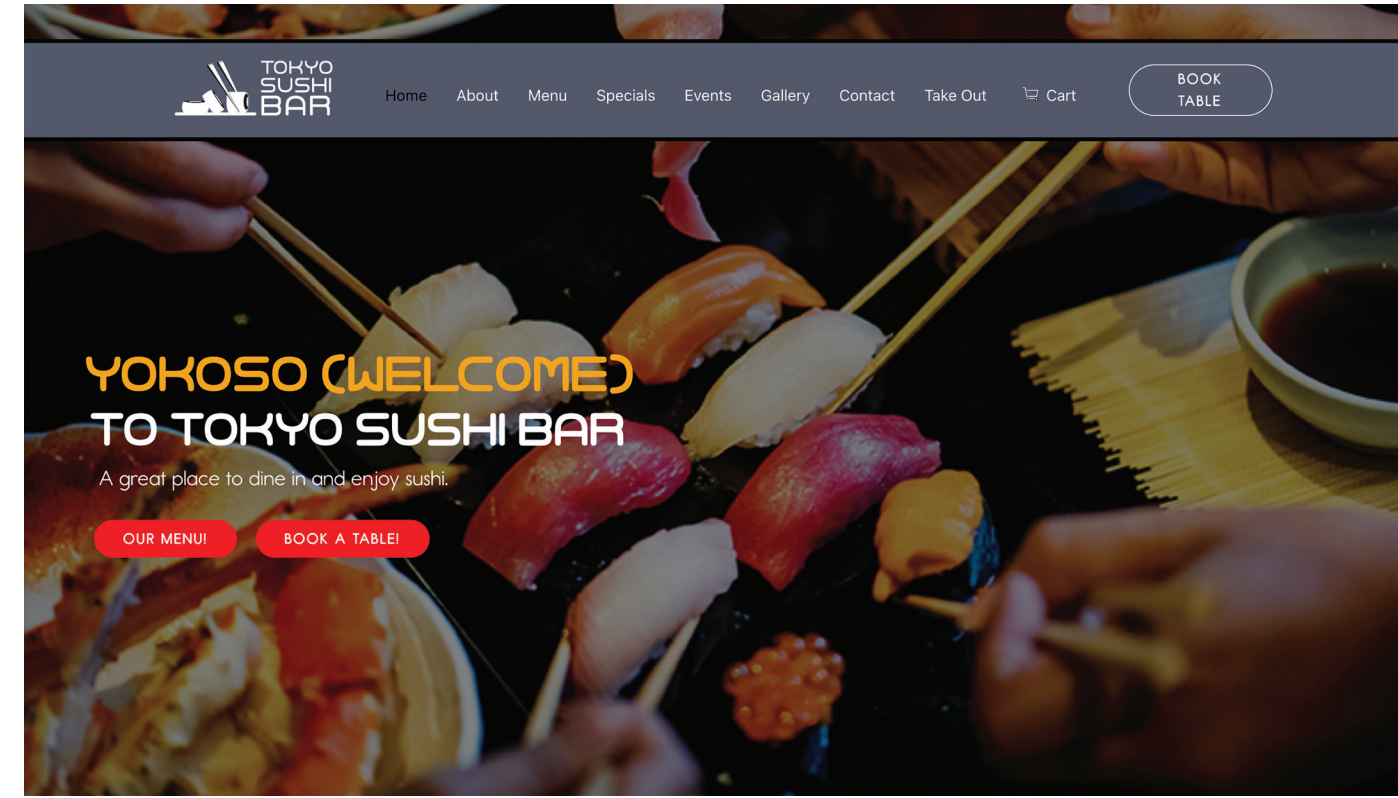 TOKYO
SUSHI
BAR
Home About Menu Specials Events Gallery Contact Take Out Cart
BOOK
TABLE
YOKOSO (WELCOME)
TO TOKYO SUSHI BAR
A great place to dine in and enjoy sushi.
OUR MENU! BOOK A TABLE!